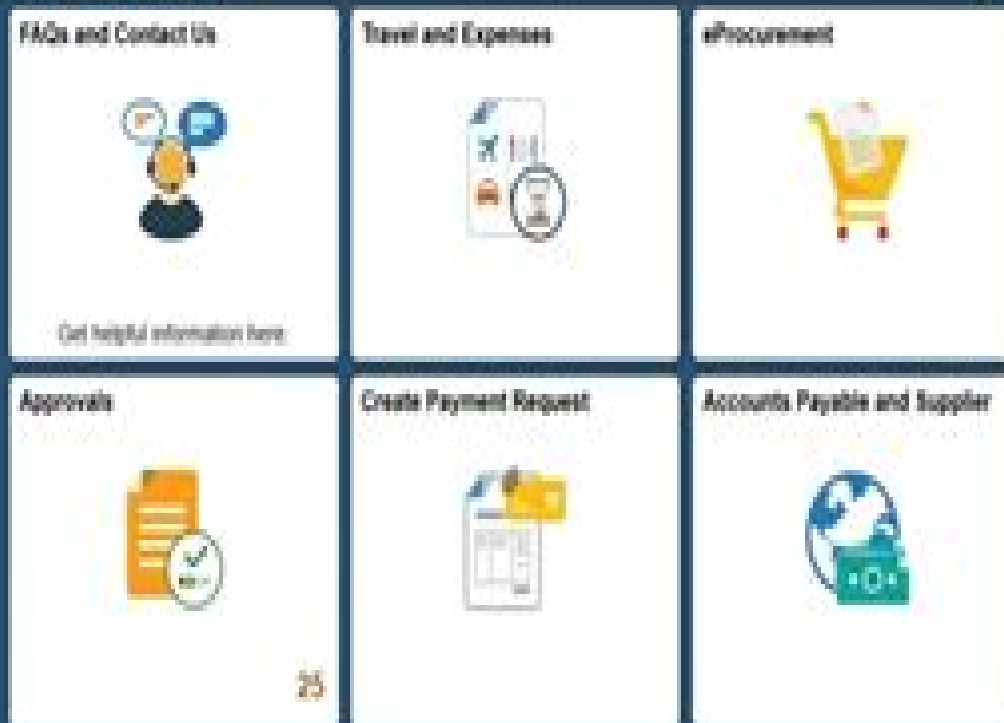 FAQs and Contact Us
Travel and Expenses
eProcurement
Get helpful information here
Approvals
Create Payment Request
Accounts Payable and Supplier
25